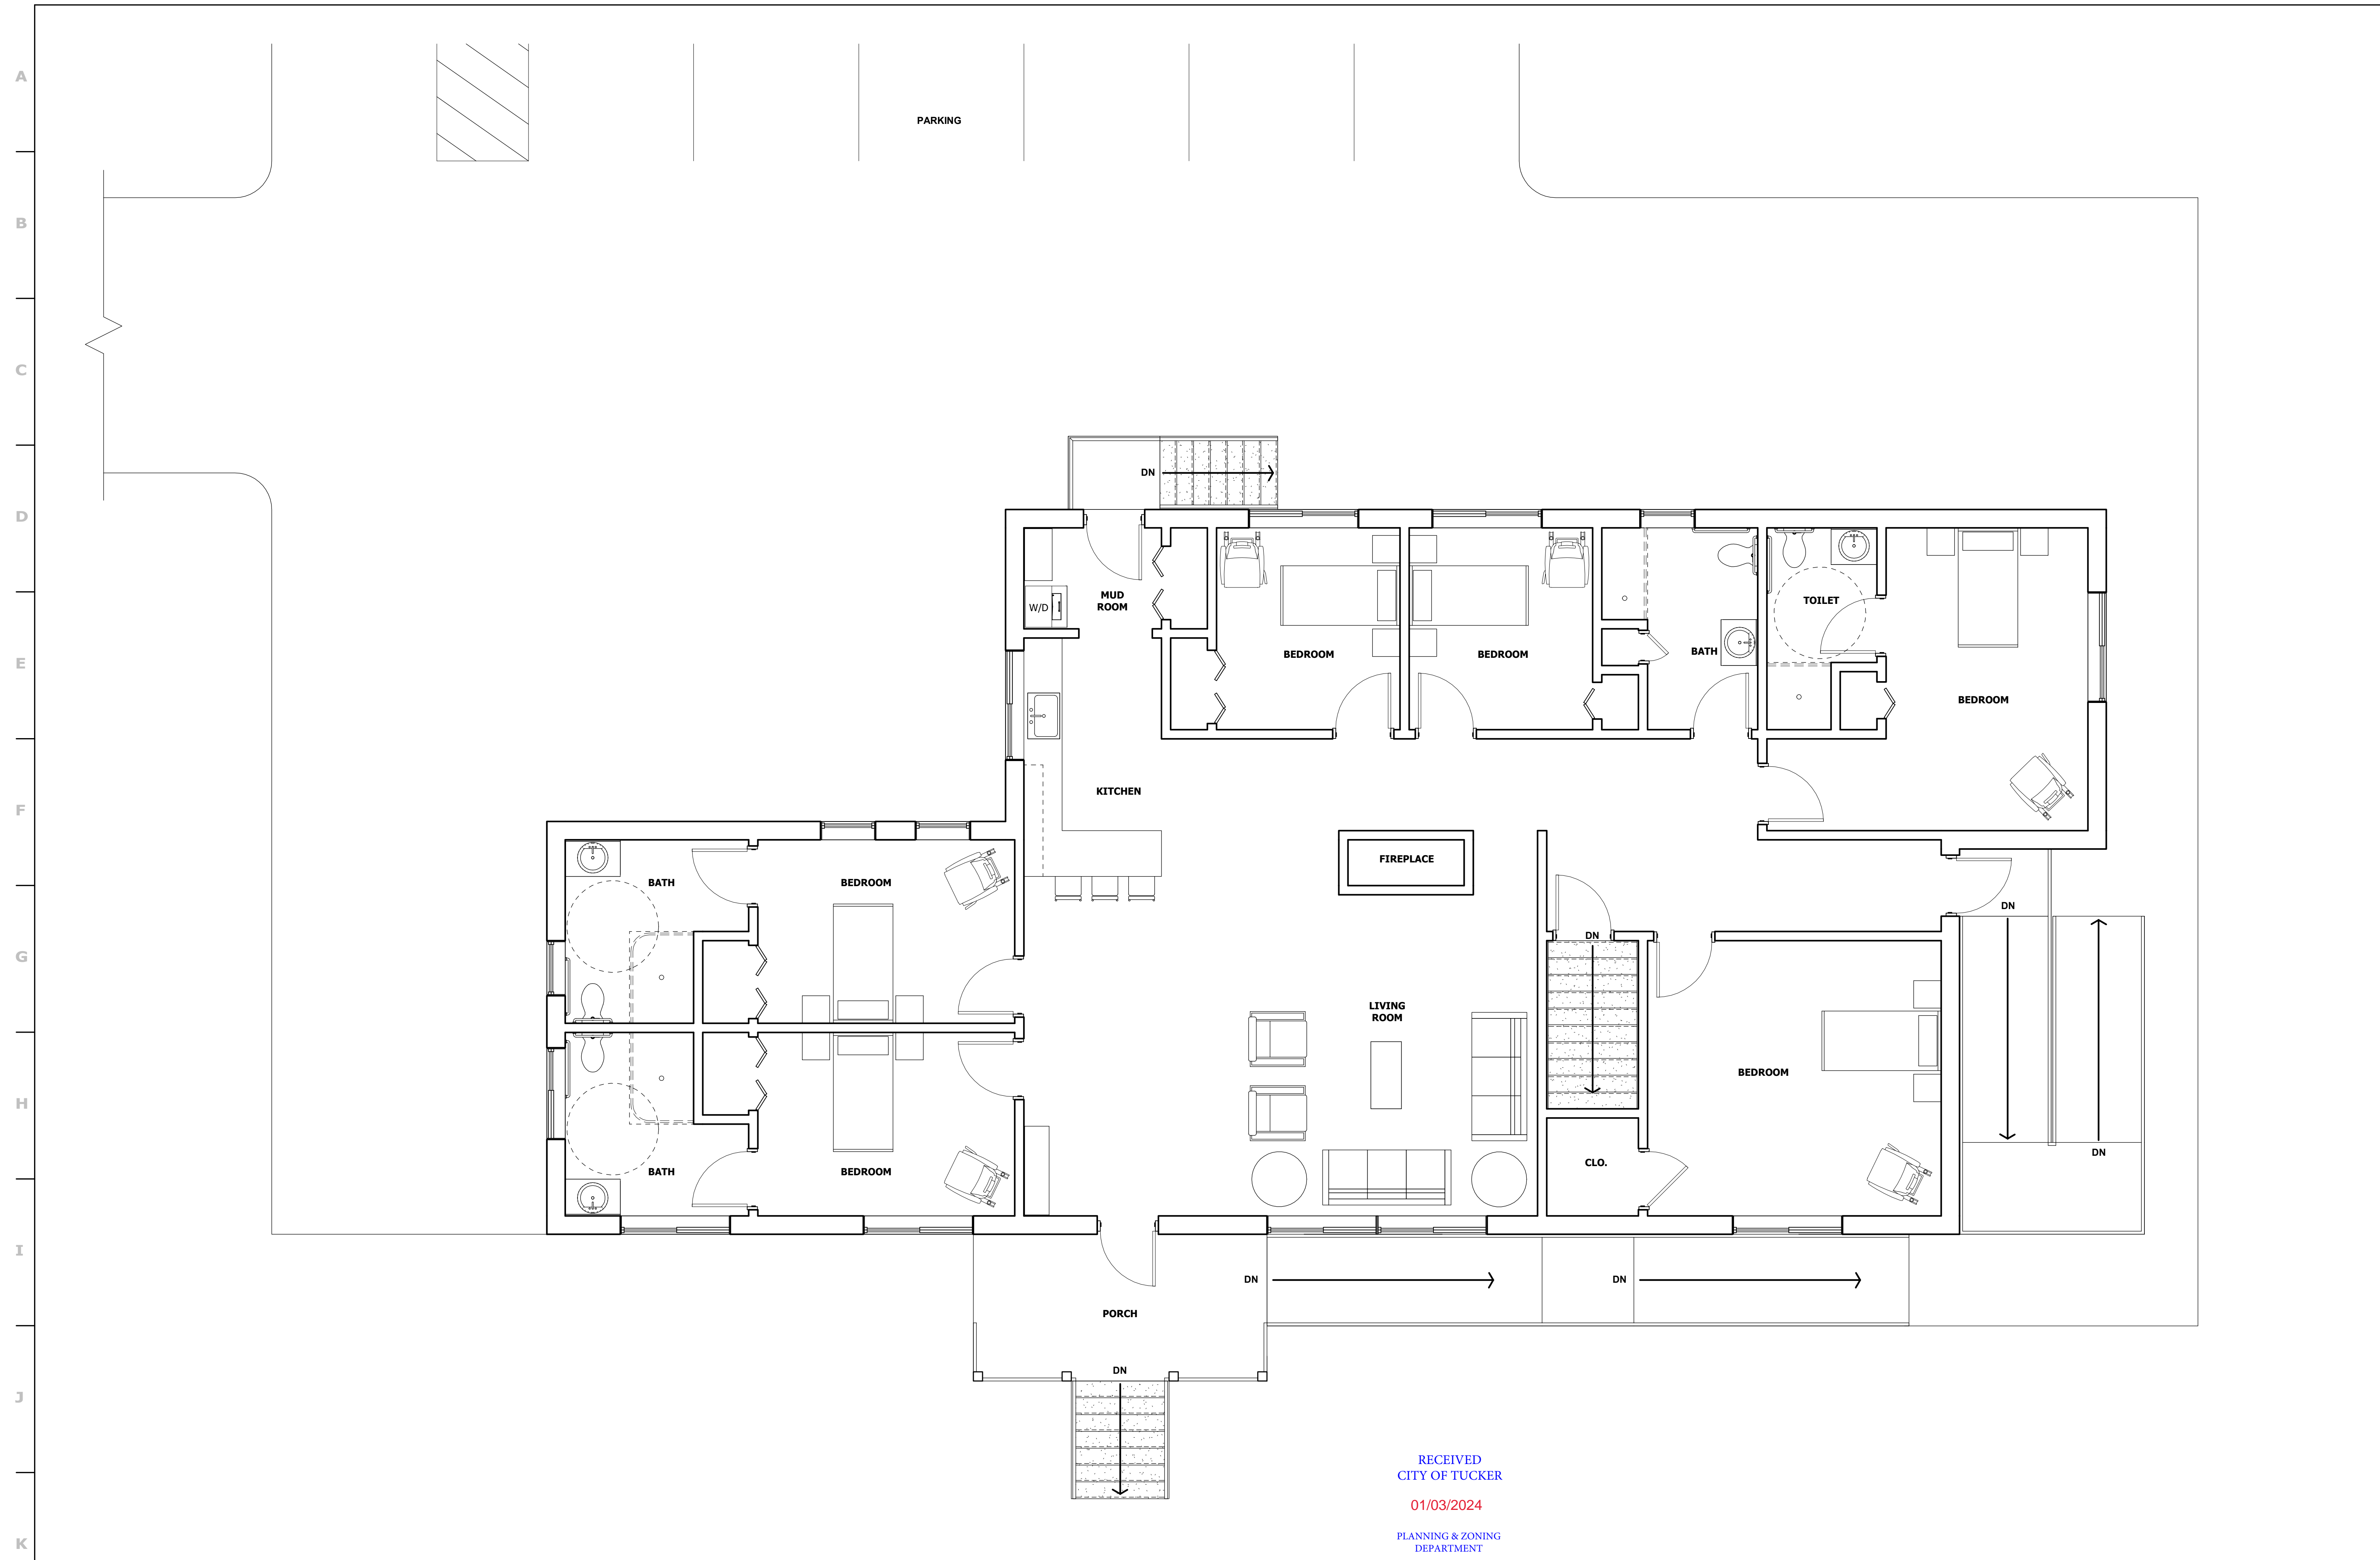 A
PARKING
B
C
DN
D
MUD
ROOM
W/D
TOILET
E
BEDROOM
BEDROOM
BATH
BEDROOM
KITCHEN
F
FIREPLACE
BATH
BEDROOM
DN
DN
G
LIVING
ROOM
BEDROOM
H
DN
CLO.
BATH
BEDROOM
I
DN
DN
PORCH
DN
J
RECEIVED
CITY OF TUCKER
01/03/2024
PLANNING & ZONING
DEPARTMENT
K